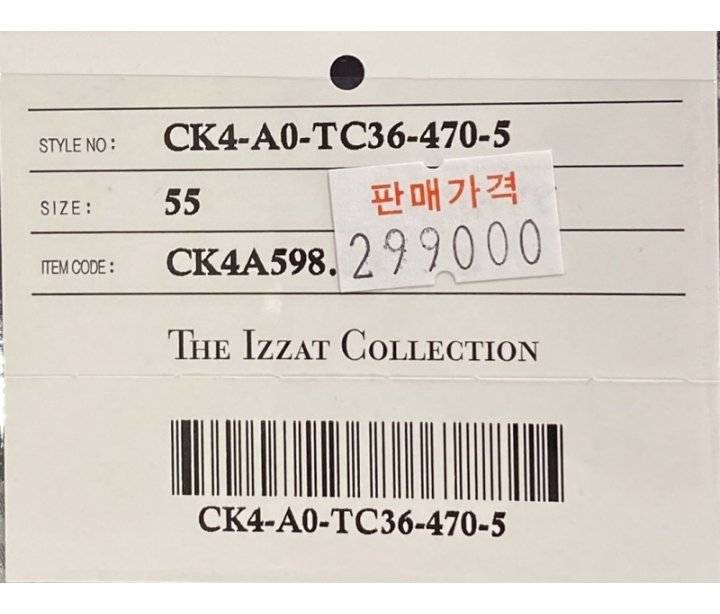 STYLE NO: CK4-A0-TC36-470-5
SIZE: 55
판매가격
ITEM CODE: CK4A598.
299000
THE IZZAT COLLECTION
CK4-A0-TC36-470-5